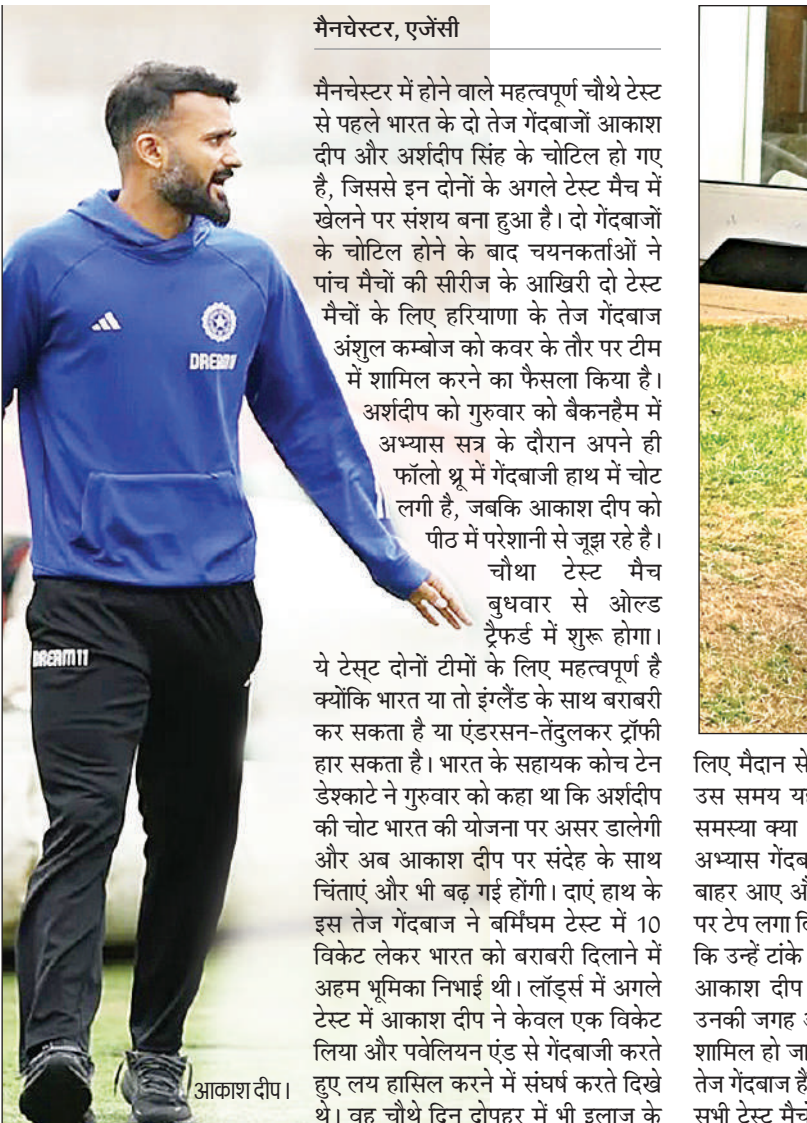 मैनचेस्टर, एजेंसी
मैनचेस्टर में होने वाले महत्वपूर्ण चौथे टेस्ट
से पहले भारत के दो तेज गेंदबाजों आकाश
दीप और अर्शदीप सिंह के चोटिल हो गए
है, जिससे इन दोनों के अगले टेस्ट मैच में
खेलने पर संशय बना हुआ है। दो गेंदबाजों
के चोटिल होने के बाद चयनकर्ताओं ने
पांच मैचों की सीरीज के आखिरी दो टेस्ट
मैचों के लिए हरियाणा के तेज गेंदबाज
अंशुल कम्बोज को कवर के तौर पर टीम
में शामिल करने का फैसला किया है।
अर्शदीप को गुरुवार को बैकनहैम में
अभ्यास सत्र के दौरान अपने ही
फॉलो थ्रू में गेंदबाजी हाथ में चोट
लगी है, जबकि आकाश दीप को
पीठ में परेशानी से जूझ रहे है।
चौथा टेस्ट मैच
बुधवार से ओल्ड
ट्रैफर्ड में शुरू होगा।
ये टेस्‌ट दोनों टीमों के लिए महत्वपूर्ण है
क्योंकि भारत या तो इंग्लैंड के साथ बराबरी
कर सकता है या एंडरसन-तेंदुलकर ट्रॉफी
हार सकता है। भारत के सहायक कोच टेन
डेश्काटे ने गुरुवार को कहा था कि अर्शदीप
की चोट भारत की योजना पर असर डालेगी
और अब आकाश दीप पर संदेह के साथ
चिंताएं और भी बढ़ गई होंगी। दाएं हाथ के
इस तेज गेंदबाज ने बर्मिंघम टेस्ट में 10
विकेट लेकर भारत को बराबरी दिलाने में
अहम भूमिका निभाई थी। लॉर्ड्स में अगले
टेस्ट में आकाश दीप ने केवल एक विकेट
लिया और पवेलियन एंड से गेंदबाजी करते
हुए लय हासिल करने में संघर्ष करते दिखे
थे। वह चौथे दिन दोपहर में भी इलाज के
लिए मैदान से
उस समय
समस्या क्या
अभ्यास
बाहर आए
पर टेप लगा
कि उन्हें टांके
आकाश दीप
उनकी जगह
शामिल हो
तेज गेंदबाज
सभी टेस्ट
DREAM11
DREAM11
आकाश दीप।